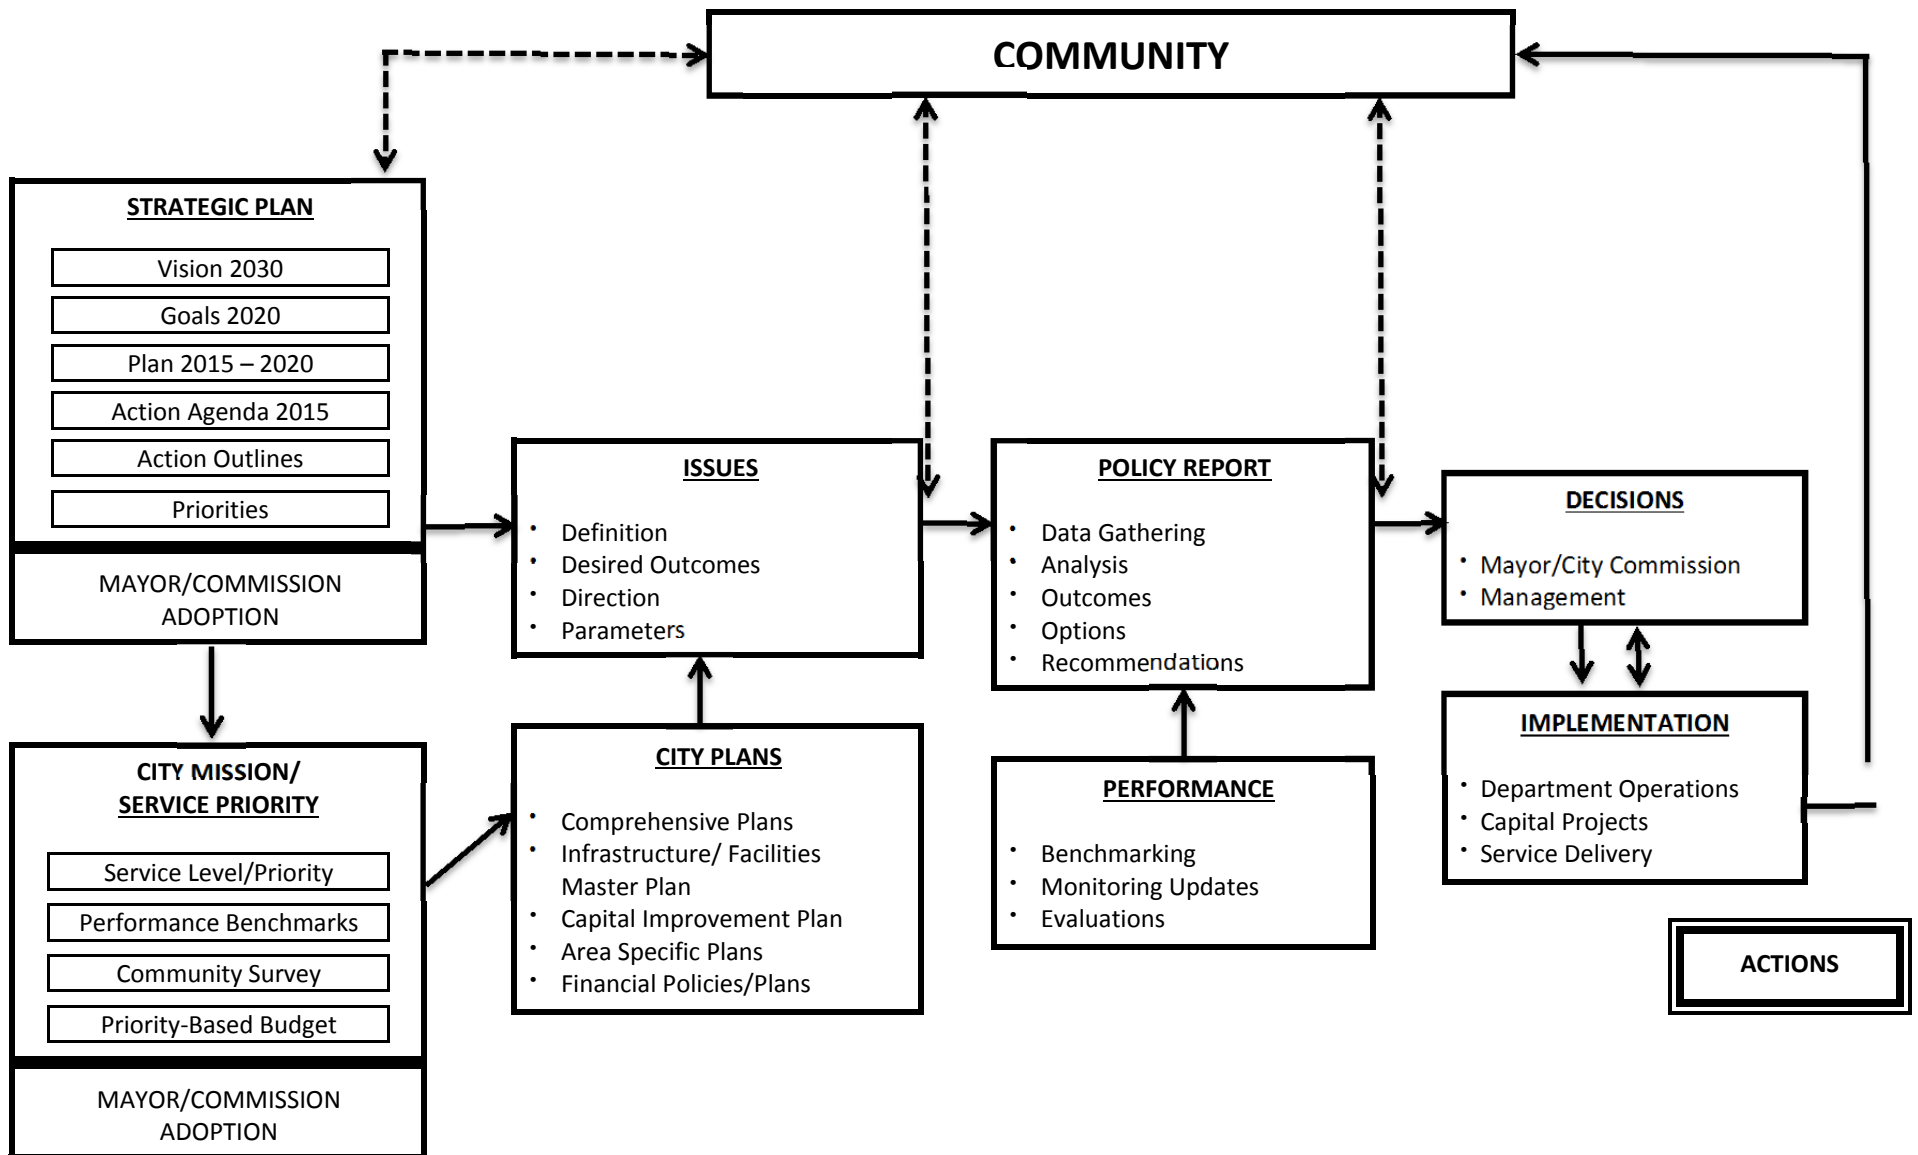 COMMUNITY
STRATEGIC PLAN
Vision 2030
Goals 2020
Plan 2015 – 2020
Action Agenda 2015
Action Outlines
Priorities
MAYOR/COMMISSION
ADOPTION
CITY MISSION/
SERVICE PRIORITY
Service Level/Priority
Performance Benchmarks
Community Survey
Priority-Based Budget
MAYOR/COMMISSION
ADOPTION
ISSUES
• Definition
• Desired Outcomes
• Direction
• Parameters
CITY PLANS
• Comprehensive Plans
• Infrastructure/ Facilities
Master Plan
• Capital Improvement Plan
• Area Specific Plans
• Financial Policies/Plans
POLICY REPORT
• Data Gathering
• Analysis
• Outcomes
• Options
• Recommendations
PERFORMANCE
• Benchmarking
• Monitoring Updates
• Evaluations
DECISIONS
• Mayor/City Commission
• Management
IMPLEMENTATION
• Department Operations
• Capital Projects
• Service Delivery
ACTIONS